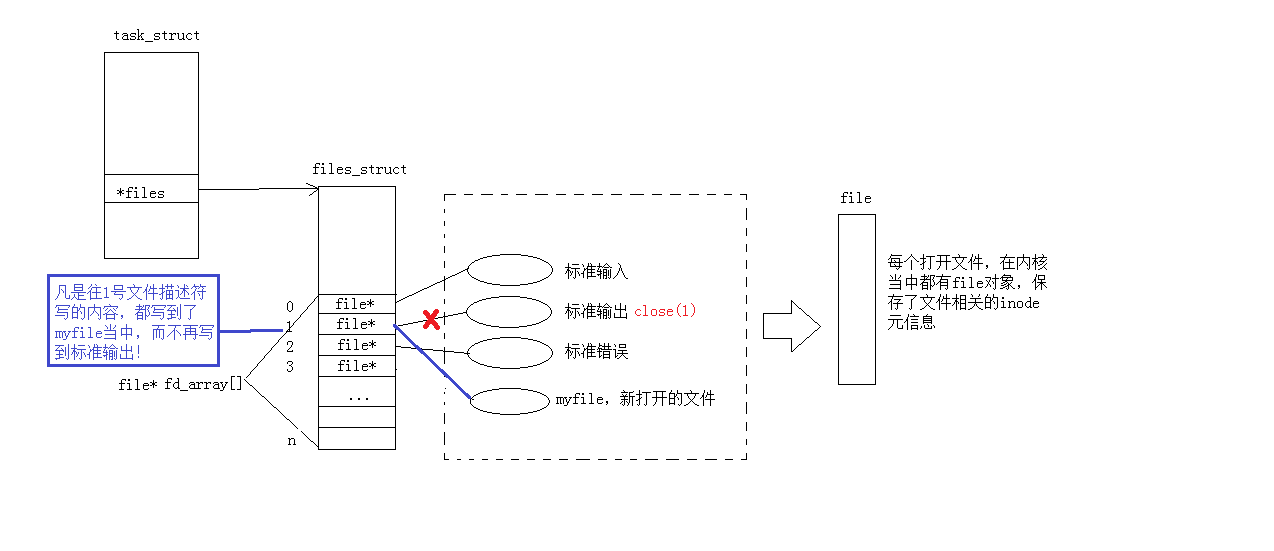 task_struct
*files
files_struct
file
标准输入
标准输出 close(1)
标准错误
myfile，新打开的文件
每个打开文件，在内核
当中都有file对象，保
存了文件相关的inode
元信息
凡是往1号文件描述符
写的内容，都写到了
myfile当中，而不再写
到标准输出！
0
file*
1
file*
2
file*
3
file*
file* fd_array[]
...
n